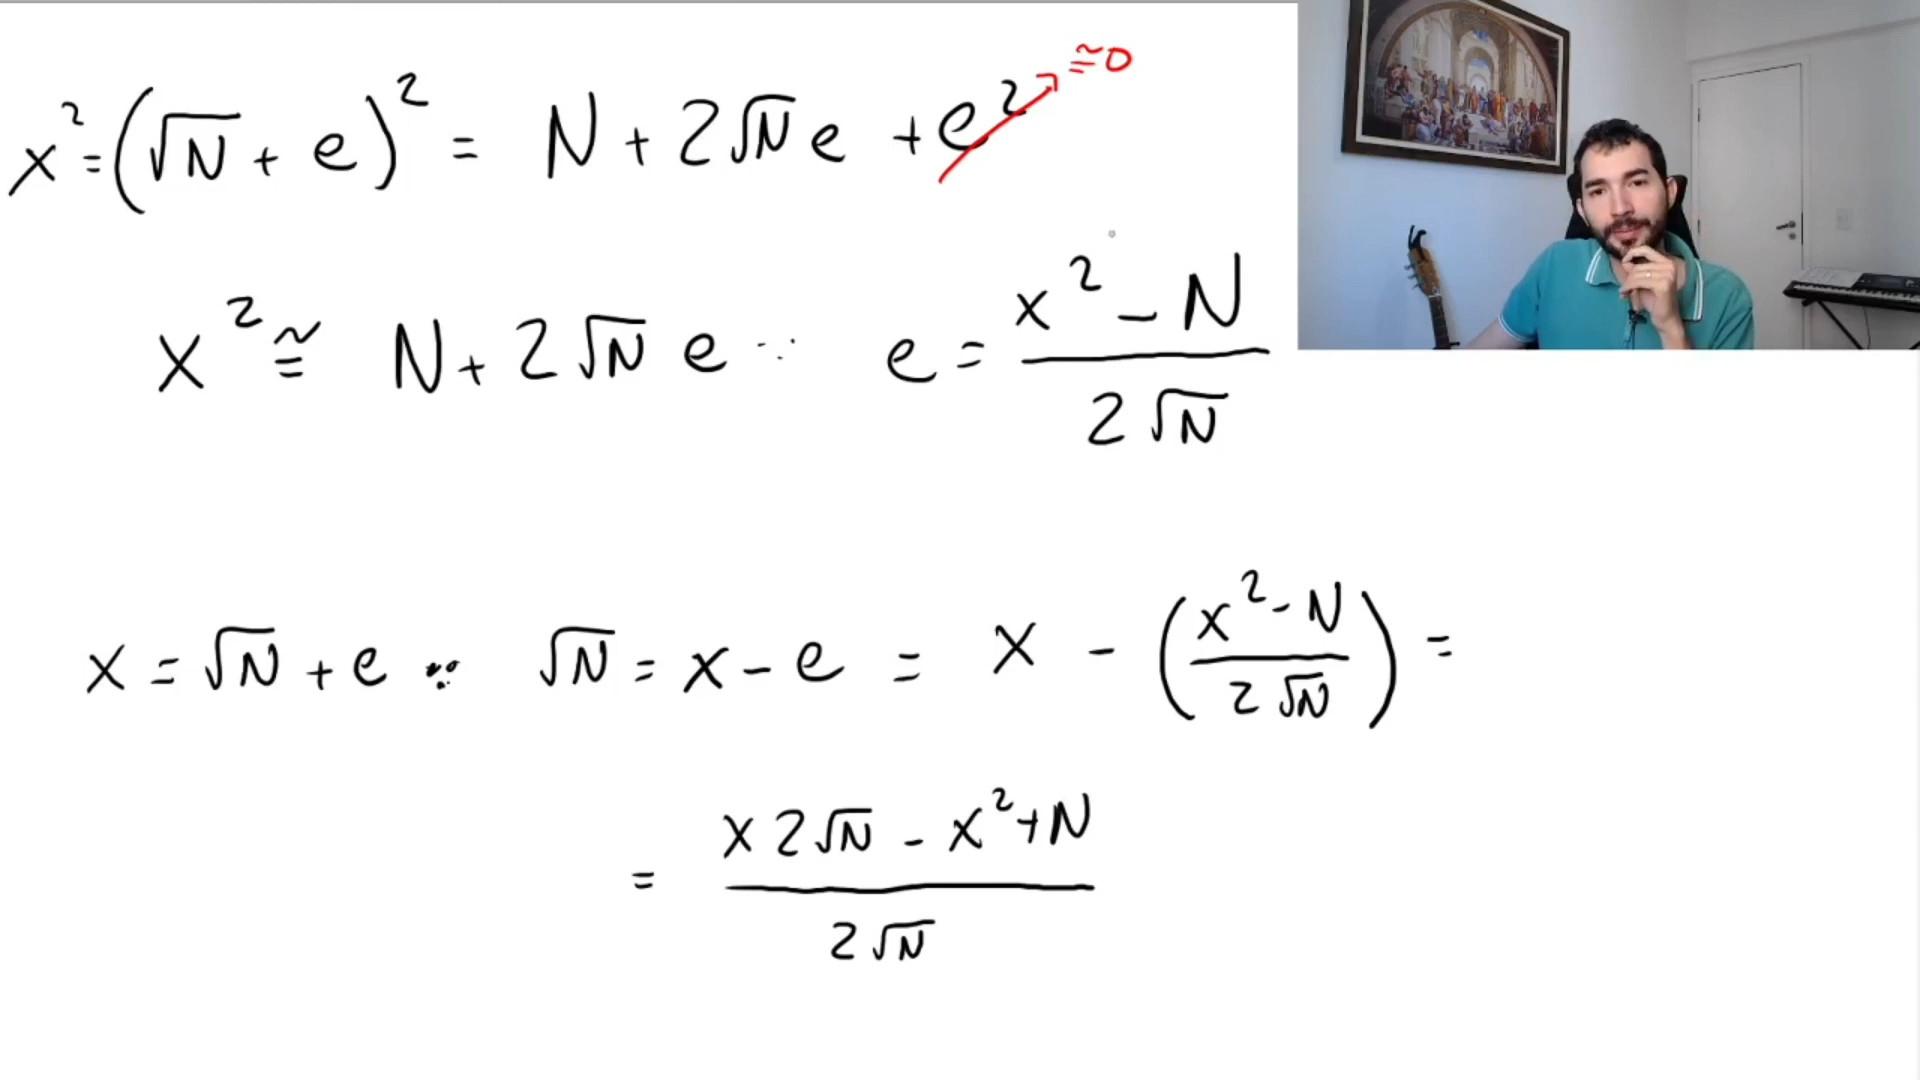 x² = (√N + e)² = N + 2√N e + e² ≅ 0
x² ≅ N + 2√N e ∴ e = (x² - N)/(2√N)
x = √N + e ∴ √N = x - e = x - ((x² - N)/(2√N)) =
= (x 2√N - x² + N)/(2√N)